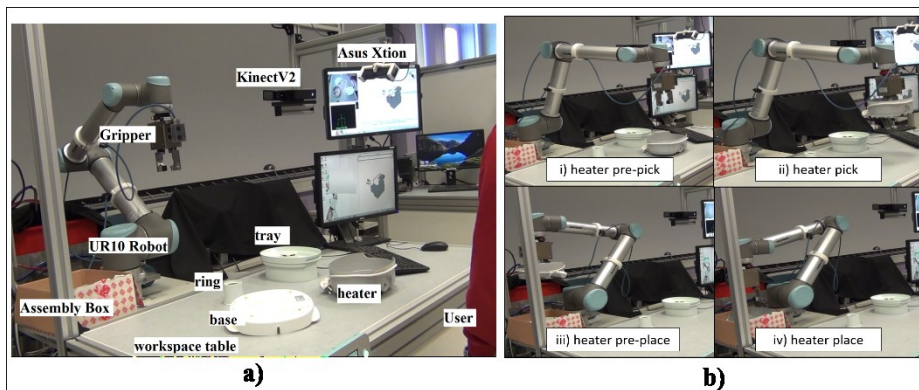 Asus Xtion
KinectV2
Gripper
UR10 Robot
tray
ring
heater
Assembly Box
base
User
workspace table
a)
i) heater pre-pick
ii) heater pick
iii) heater pre-place
iv) heater place
b)